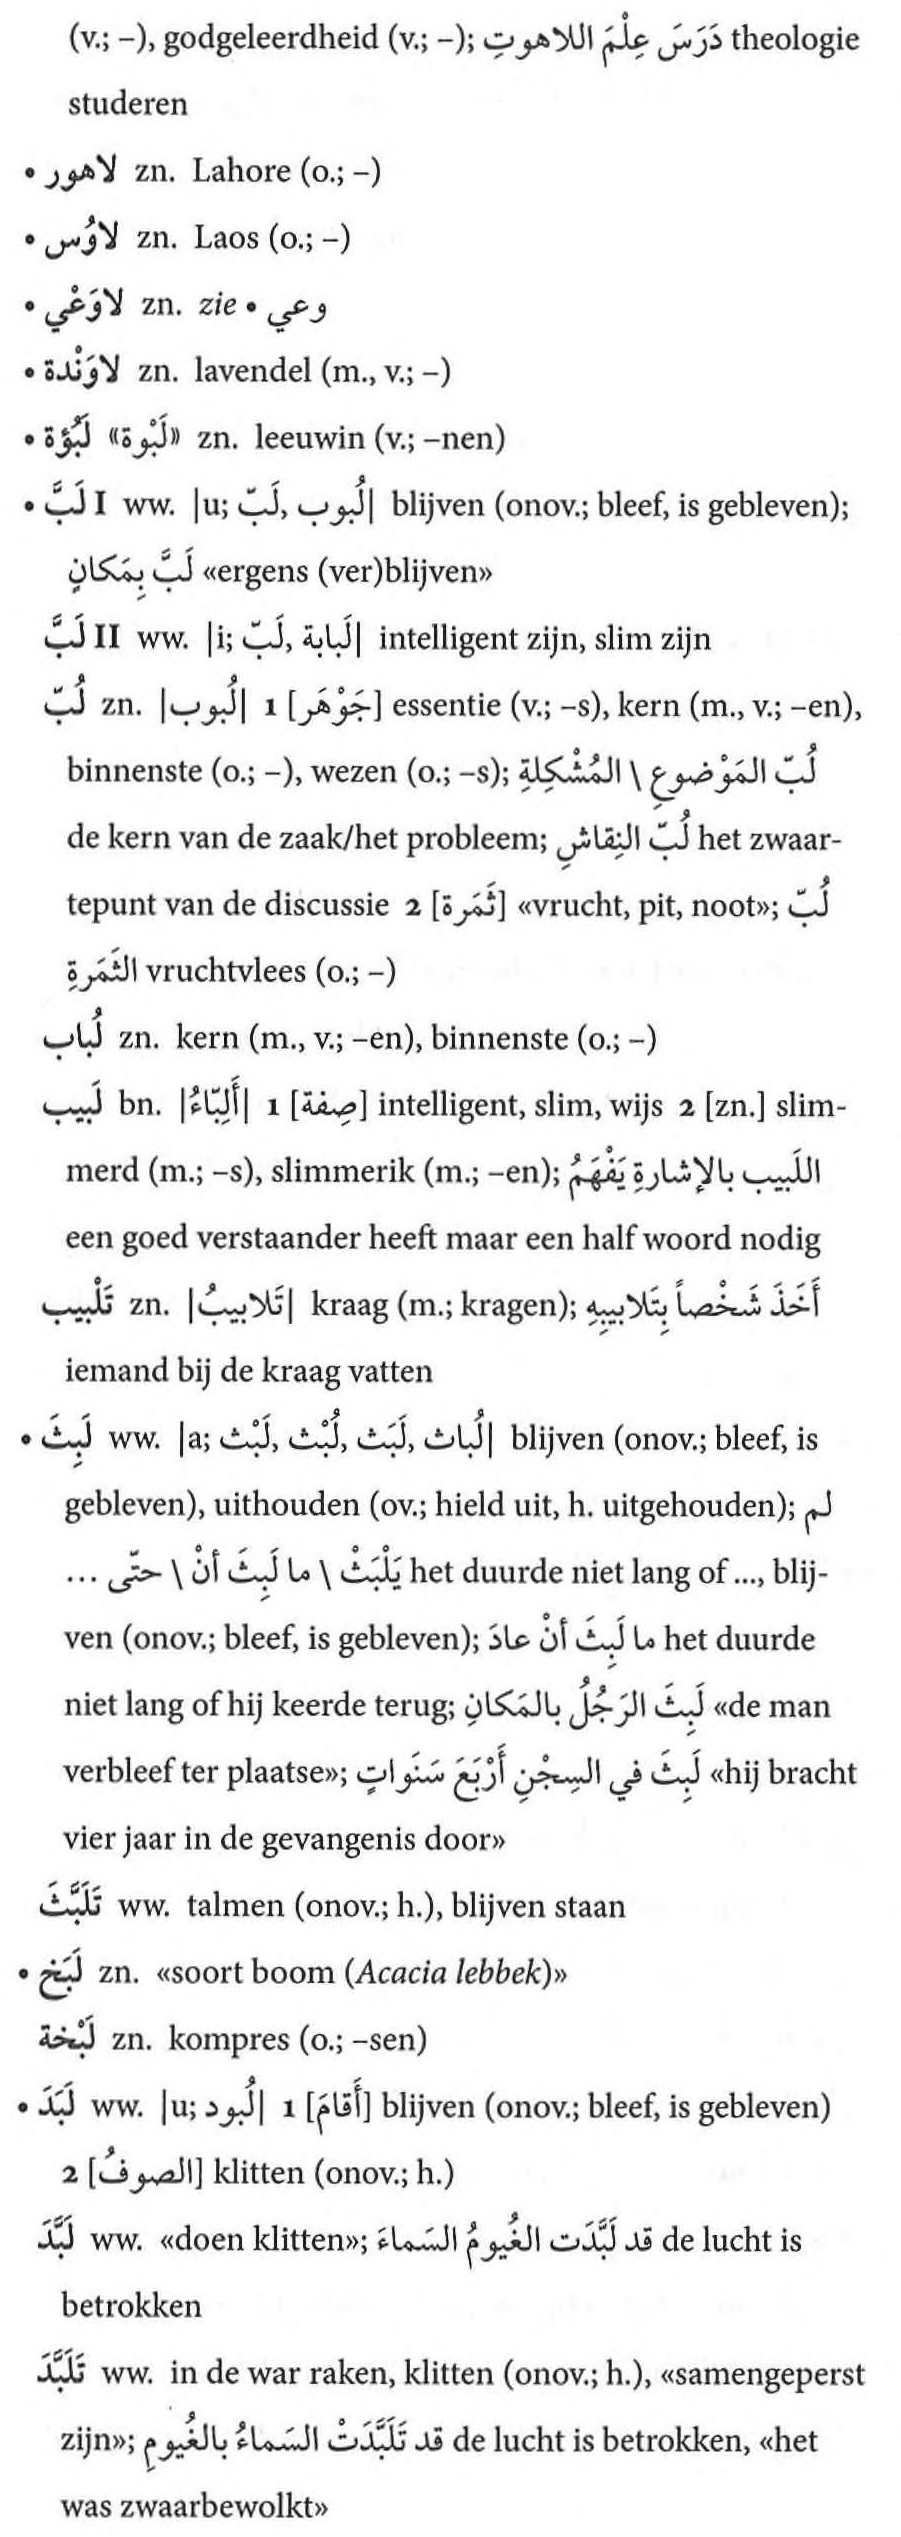 (v.; –), godgeleerdheid (v.; –); دَرَسَ عِلْمَ اللاهوتِ theologie
studeren
• لاهور zn. Lahore (o.; –)
• لاوُس zn. Laos (o.; –)
• لاوَعْي zn. zie • وعي
• لاوَنْدة zn. lavendel (m., v.; –)
• لَبُؤة «لَبْوة» zn. leeuwin (v.; –nen)
• لَبَّ I ww. |u; لَبّ, لُبوب| blijven (onov.; bleef, is gebleven);
لَبَّ بِمَكانٍ «ergens (ver)blijven»
لَبَّ II ww. |i; لَبّ, لَبابة| intelligent zijn, slim zijn
لُبّ zn. |لُبوب| 1 [جَوْهَر] essentie (v.; –s), kern (m., v.; –en),
binnenste (o.; –), wezen (o.; –s); لُبّ المَوْضوعِ \ المُشْكِلةِ
de kern van de zaak/het probleem; لُبّ النِقاشِ het zwaar-
tepunt van de discussie 2 [ثَمَرة] «vrucht, pit, noot»; لُبّ
الثَمَرةِ vruchtvlees (o.; –)
لُباب zn. kern (m., v.; –en), binnenste (o.; –)
لَبيب bn. |أَلِبّاءُ| 1 [صِفة] intelligent, slim, wijs 2 [zn.] slim-
merd (m.; –s), slimmerik (m.; –en); اللَبيب بالإشارةِ يَفْهَمُ
een goed verstaander heeft maar een half woord nodig
تَلْبيب zn. |تَلابيبُ| kraag (m.; kragen); أَخَذَ شَخْصاً بِتَلابيبِهِ
iemand bij de kraag vatten
• لَبِثَ ww. |a; لَبْث, لُبْث, لَبَث, لُباث| blijven (onov.; bleef, is
gebleven), uithouden (ov.; hield uit, h. uitgehouden); لم
يَلْبَثْ \ ما لَبِثَ أنْ \ حتّى ... het duurde niet lang of ..., blij-
ven (onov.; bleef, is gebleven); ما لَبِثَ أنْ عادَ het duurde
niet lang of hij keerde terug; لَبِثَ الرَجُلُ بالمَكانِ «de man
verbleef ter plaatse»; لَبِثَ في السِجْنِ أَرْبَعَ سَنَواتٍ «hij bracht
vier jaar in de gevangenis door»
تَلَبَّثَ ww. talmen (onov.; h.), blijven staan
• لَبَخ zn. «soort boom (Acacia lebbek)»
لَبْخة zn. kompres (o.; –sen)
• لَبَدَ ww. |u; لُبود| 1 [أَقامَ] blijven (onov.; bleef, is gebleven)
2 [الصوفُ] klitten (onov.; h.)
لَبَّدَ ww. «doen klitten»; قد لَبَّدَت الغُيومُ السَماءَ de lucht is
betrokken
تَلَبَّدَ ww. in de war raken, klitten (onov.; h.), «samengeperst
zijn»; قد تَلَبَّدَتْ السَماءُ بالغُيومِ de lucht is betrokken, «het
was zwaarbewolkt»